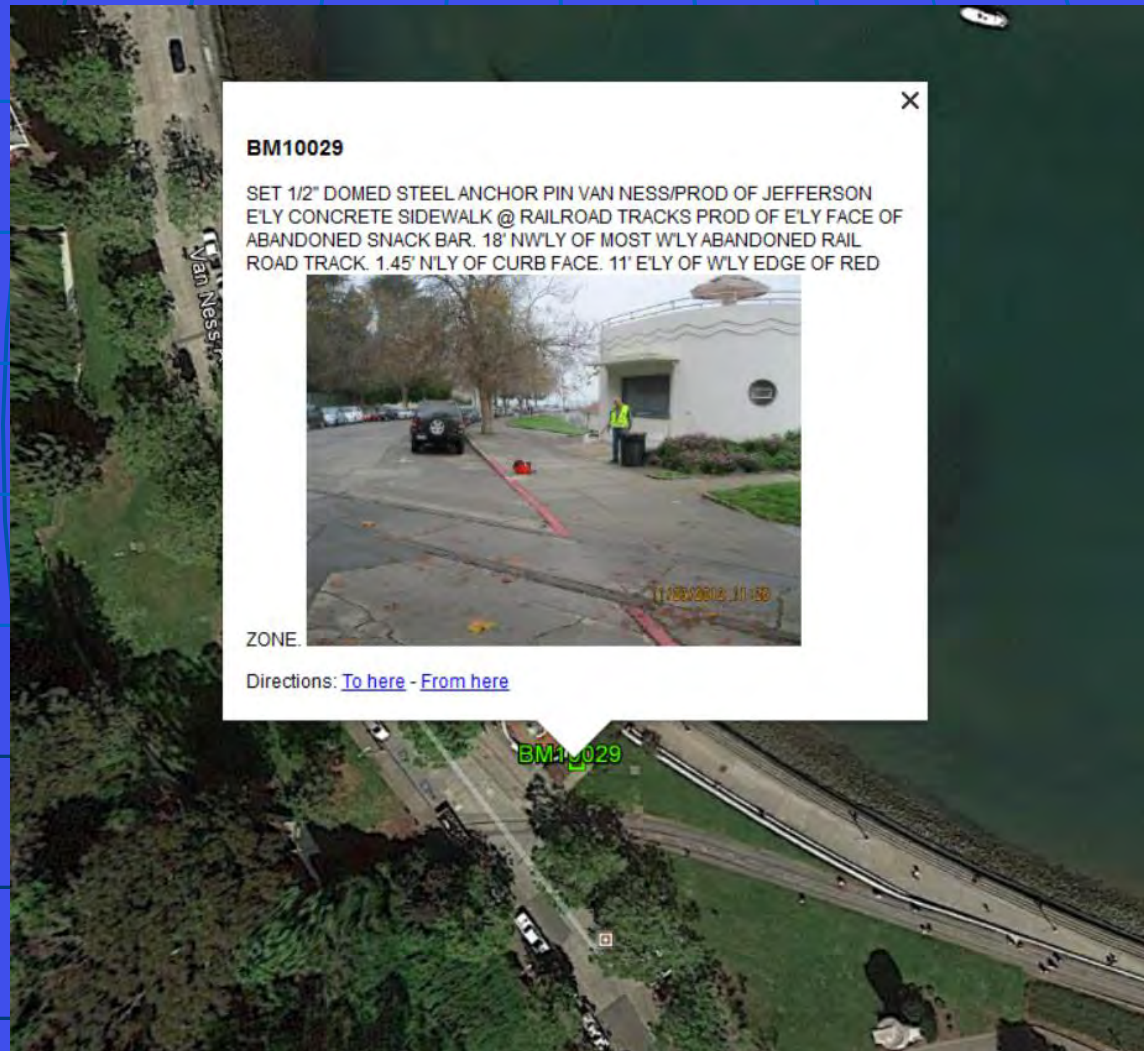 BM10029
SET 1/2" DOMED STEEL ANCHOR PIN VAN NESS/PROD OF JEFFERSON
E'LY CONCRETE SIDEWALK @ RAILROAD TRACKS PROD OF E'LY FACE OF
ABANDONED SNACK BAR. 18' NW'LY OF MOST W'LY ABANDONED RAIL
ROAD TRACK. 1.45' N'LY OF CURB FACE. 11' E'LY OF W'LY EDGE OF RED
ZONE.
Directions: To here - From here
Van Ness
BM10029